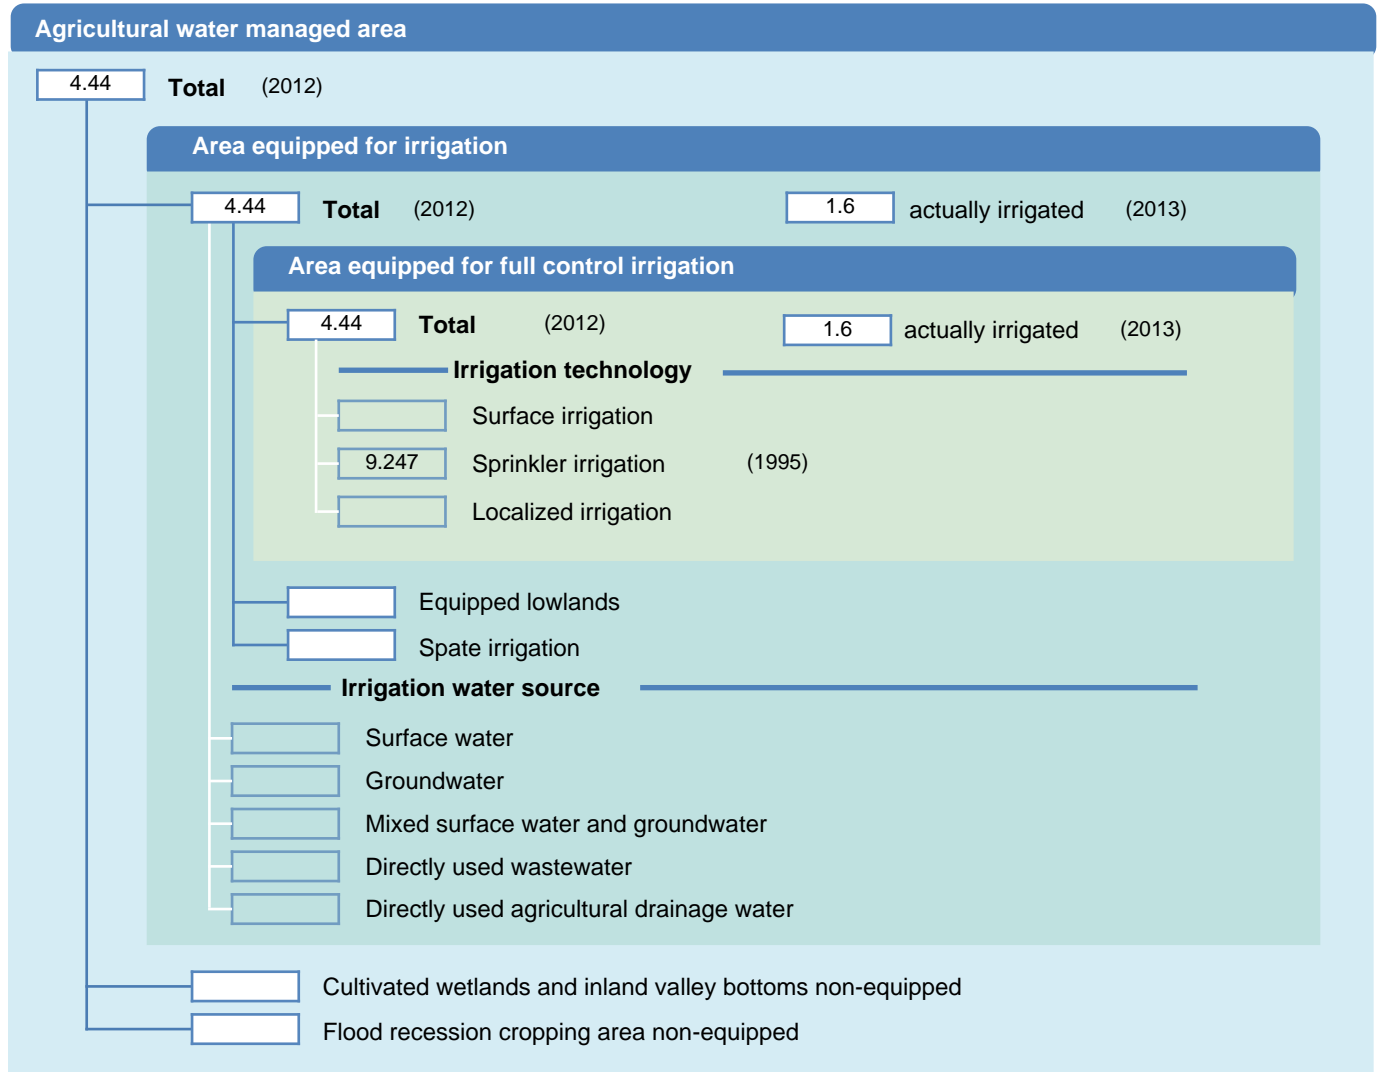 Agricultural water managed area
4.44 Total (2012)
Area equipped for irrigation
4.44 Total (2012) 1.6 actually irrigated (2013)
Area equipped for full control irrigation
4.44 Total (2012) 1.6 actually irrigated (2013)
Irrigation technology
Surface irrigation
9.247 Sprinkler irrigation (1995)
Localized irrigation
Equipped lowlands
Spate irrigation
Irrigation water source
Surface water
Groundwater
Mixed surface water and groundwater
Directly used wastewater
Directly used agricultural drainage water
Cultivated wetlands and inland valley bottoms non-equipped
Flood recession cropping area non-equipped